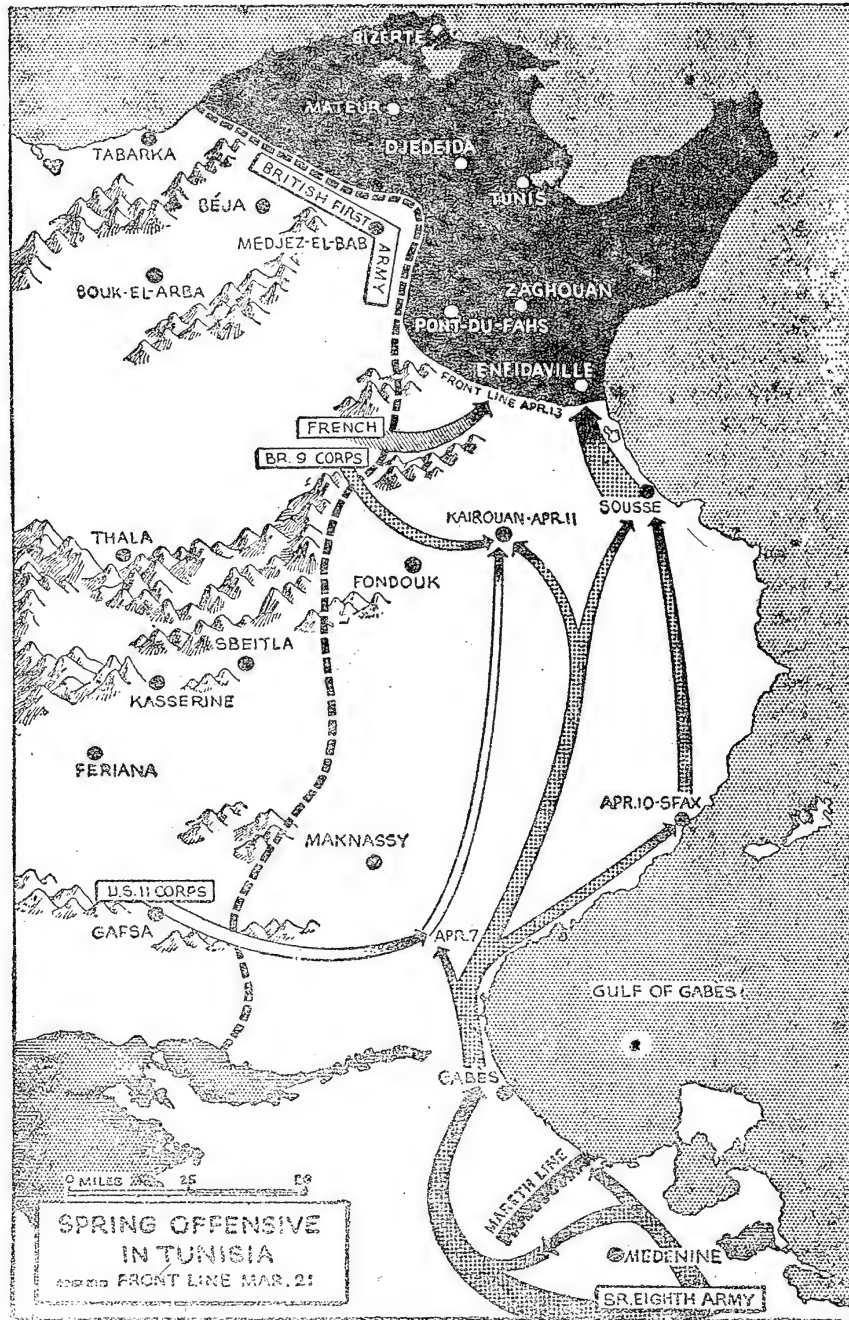 BIZERTE
MATEUR
DJEDEIDA
TABARKA
TUNIS
BRITISH FIRST
ARMY
BÉJA
MEDJEZ-EL-BAB
BOUK-EL-ARBA
ZAGHOUAN
PONT-DU-FAHS
ENFIDAVILLE
FRONT LINE APR.13
FRENCH
BR. 9 CORPS
SOUSSE
KAIROUAN-APR.11
THALA
FONDOUK
SBEITLA
KASSERINE
FERIANA
APR.10-SFAX
MAKNASSY
U.S. 11 CORPS
GAFSA
APR.7
GULF OF GABES
GABES
MARETH LINE
0 MILES 25 50
SPRING OFFENSIVE
IN TUNISIA
FRONT LINE MAR. 21
MEDENINE
BR. EIGHTH ARMY